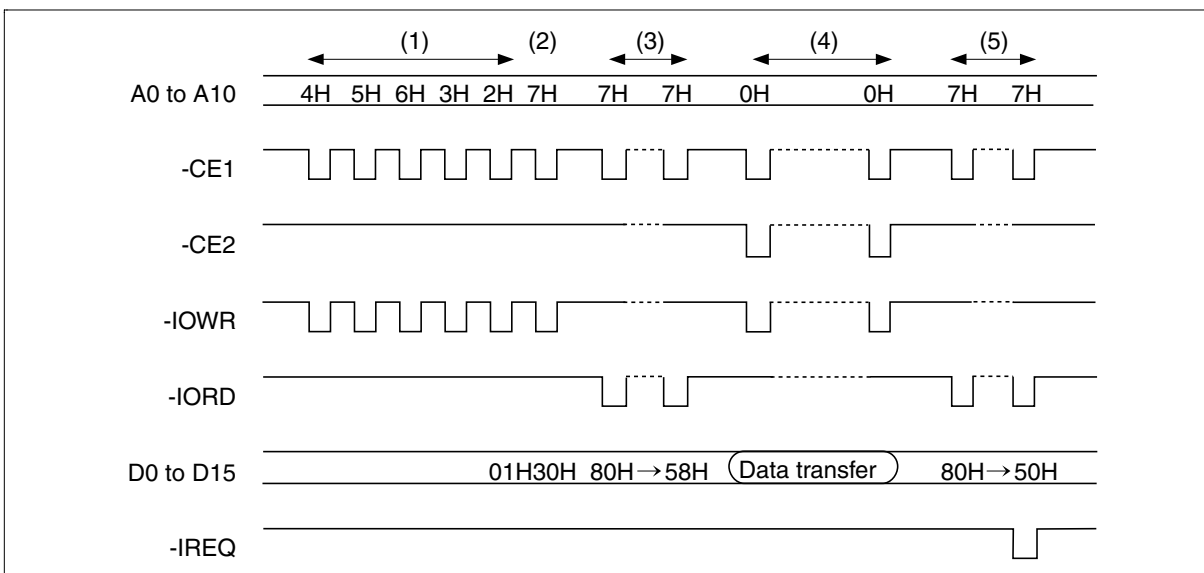 (1) (2) (3) (4) (5)
A0 to A10 4H 5H 6H 3H 2H 7H 7H 7H 0H 0H 7H 7H
-CE1
-CE2
-IOWR
-IORD
D0 to D15 01H30H 80H→58H Data transfer 80H→50H
-IREQ